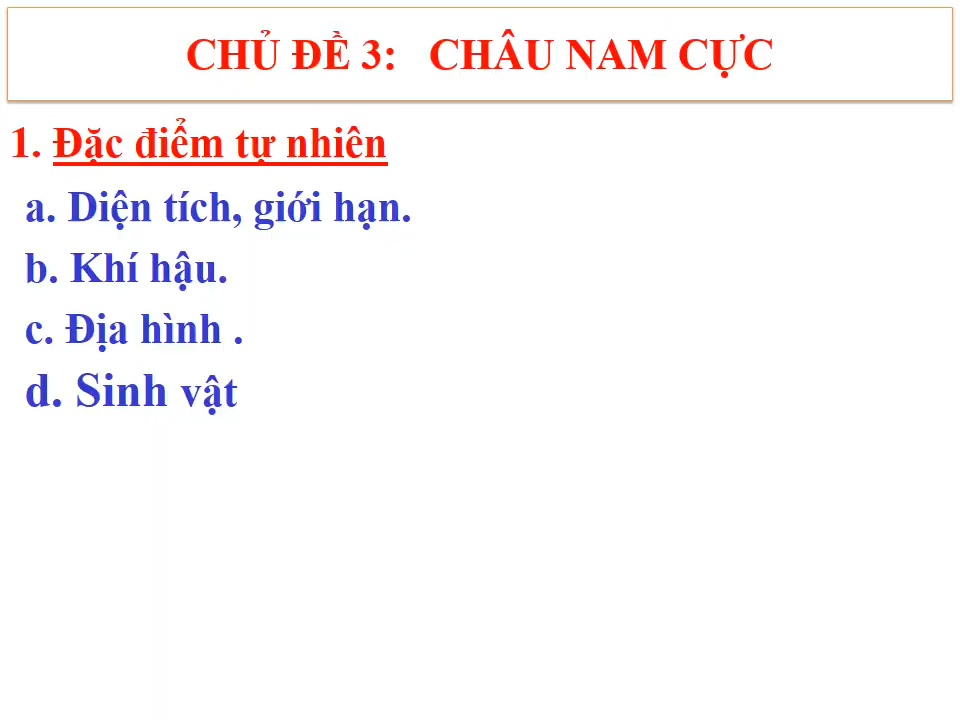 CHỦ ĐỀ 3: CHÂU NAM CỰC
1. Đặc điểm tự nhiên
a. Diện tích, giới hạn.
b. Khí hậu.
c. Địa hình .
d. Sinh vật